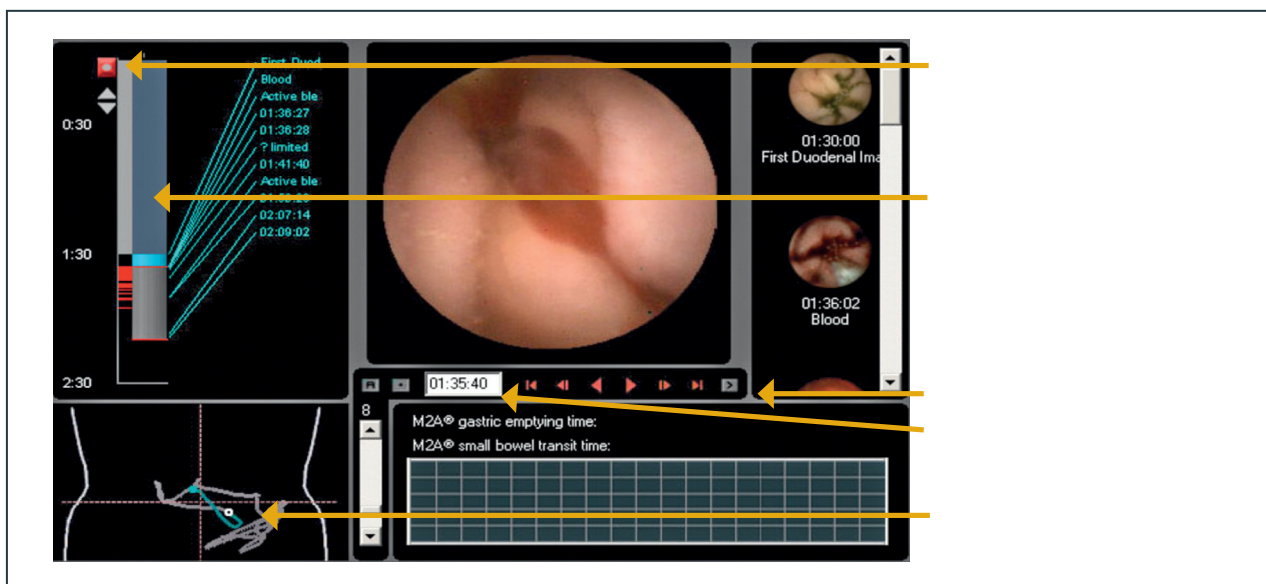 First Duod
Blood
Active ble
01:36:27
01:36:28
? limited
01:41:40
Active ble
02:07:14
02:09:02
0:30
1:30
2:30
01:30:00
First Duodenal Ima
01:36:02
Blood
01:35:40
8
M2A® gastric emptying time:
M2A® small bowel transit time: